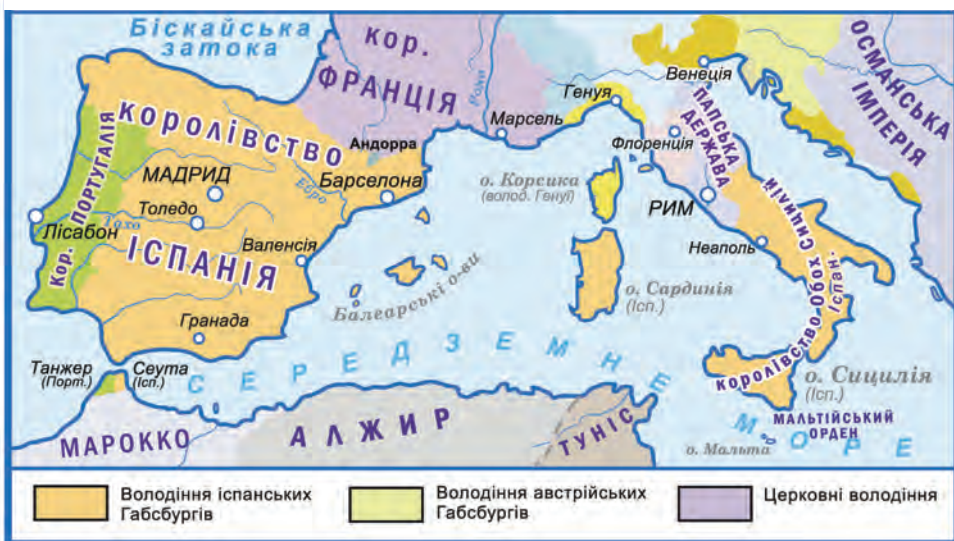 Біскайська
затока
кор.
ФРАНЦІЯ
Рона
Венеція
ОСМАНСЬКА
ІМПЕРІЯ
Генуя
Марсель
Флоренція
ПАПСЬКА
ДЕРЖАВА
КОРОЛІВСТВО
ІСПАНІЯ
Андорра
Барселона
Ебро
МАДРИД
Толедо
Тахо
Кор. ПОРТУГАЛІЯ
Лісабон
Валенсія
Гранада
о. Корсика
(волод. Генуї)
РИМ
Неаполь
Королівство Обох Сицилій
Іспан.
о. Сардинія
(Ісп.)
Балеарські о-ви
Танжер
(Порт.)
Сеута
(Ісп.)
СЕРЕДЗЕМНЕ
МОРЕ
о. Сицилія
(Ісп.)
МАЛЬТІЙСЬКИЙ
ОРДЕН
о. Мальта
МАРОККО
АЛЖИР
ТУНІС
Володіння іспанських
Габсбургів
Володіння австрійських
Габсбургів
Церковні володіння